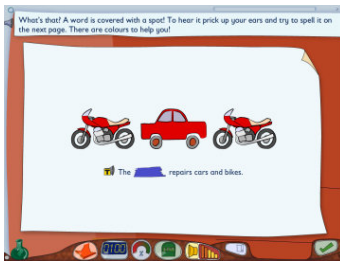 What's that? A word is covered with a spot! To hear it prick up your ears and try to spell it on
the next page. There are colours to help you!
The repairs cars and bikes.